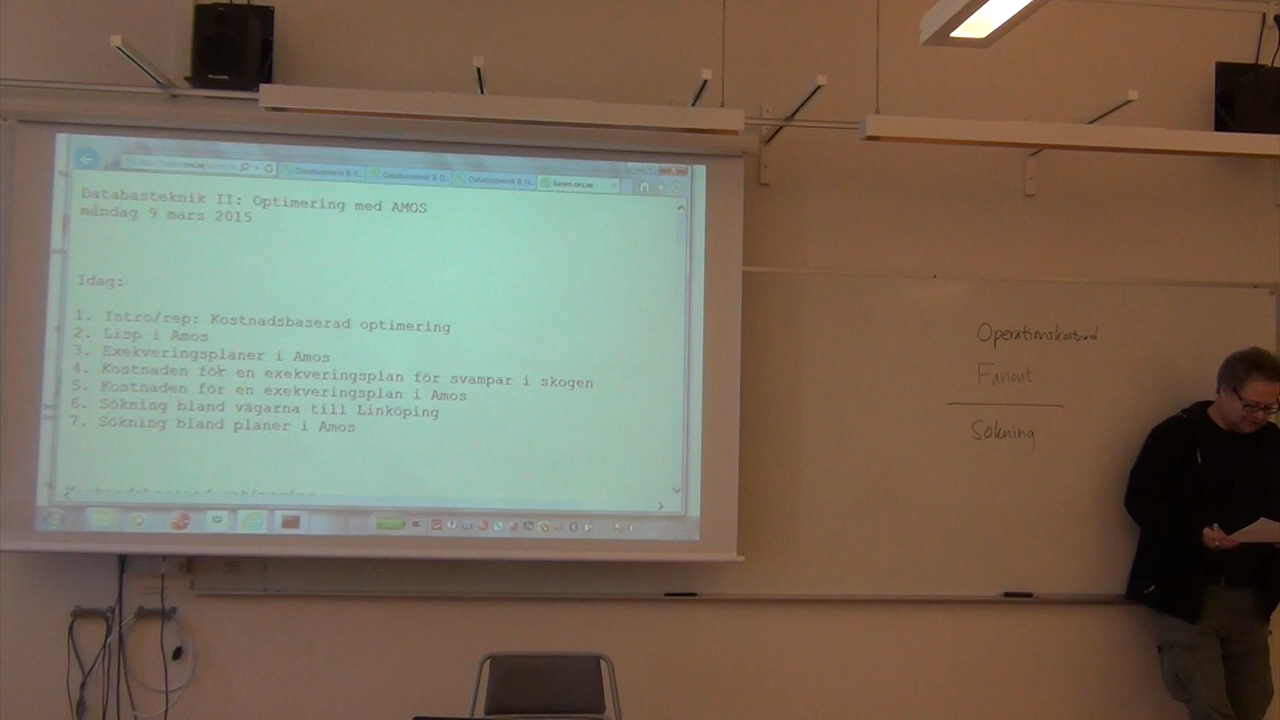 Databasteknik II: Optimering med AMOS
måndag 9 mars 2015
Idag:
1. Intro/rep: Kostnadsbaserad optimering
2. Lisp i Amos
3. Exekveringsplaner i Amos
4. Kostnaden för en exekveringsplan för svampar i skogen
5. Kostnaden för en exekveringsplan i Amos
6. Sökning bland vägarna till Linköping
7. Sökning bland planer i Amos
Operationskostnad
Fanout
Sökning